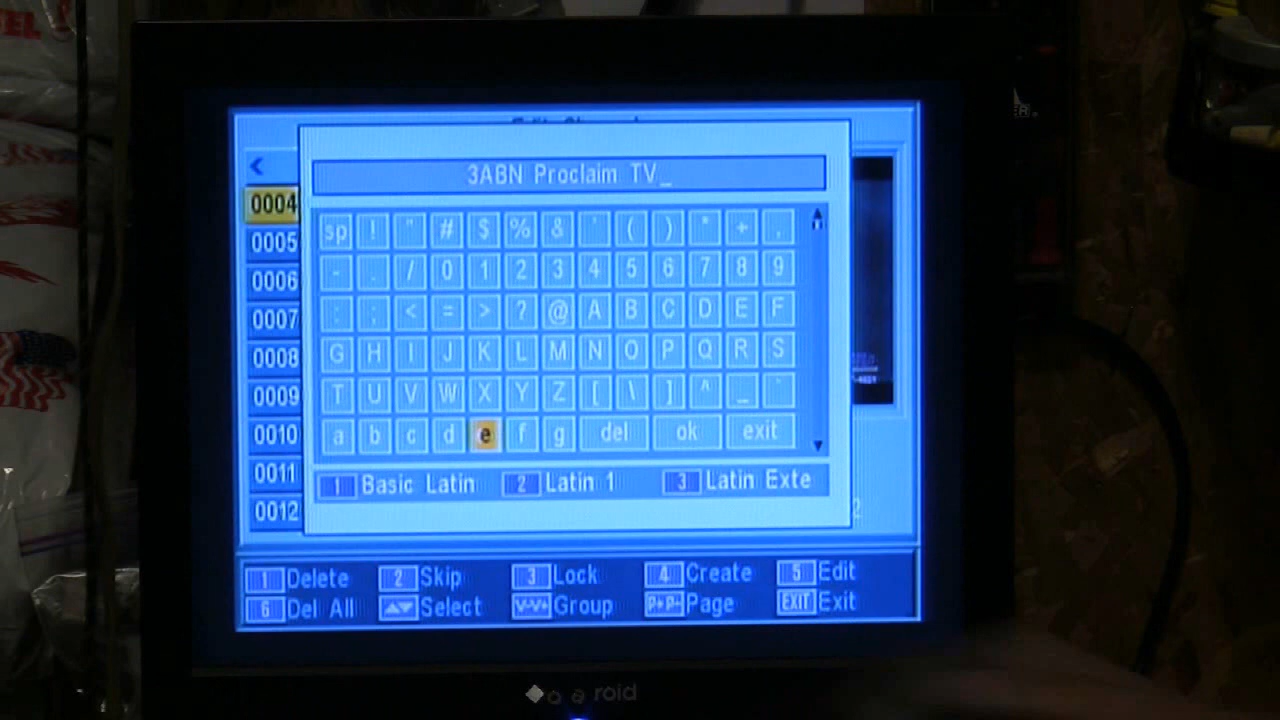 <
3ABN Proclaim TV_
0004
sp ! " # $ % & ' ( ) * + ,
0005
- . / 0 1 2 3 4 5 6 7 8 9
0006
: ; < = > ? @ A B C D E F
0007
G H I J K L M N O P Q R S
0008
T U V W X Y Z [ \ ] ^ _ `
0009
a b c d e f g del ok exit
0010
0011
1 Basic Latin 2 Latin 1 3 Latin Exte
0012
1 Delete 2 Skip 3 Lock 4 Create 5 Edit
6 Del All Select V-V+ Group P+P- Page EXIT Exit
roid